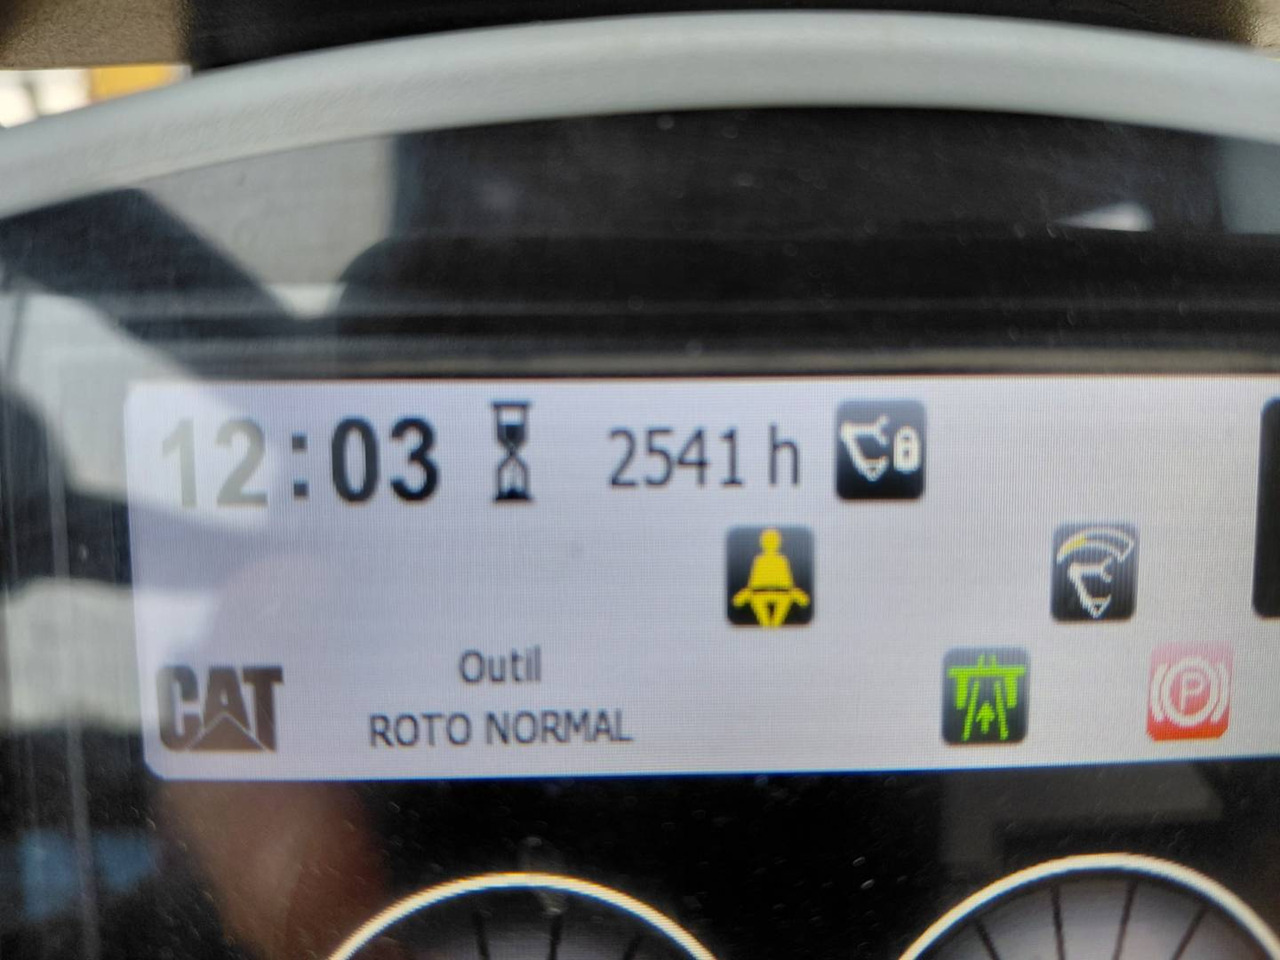 12:03 2541 h
Outil
CAT
ROTO NORMAL
P